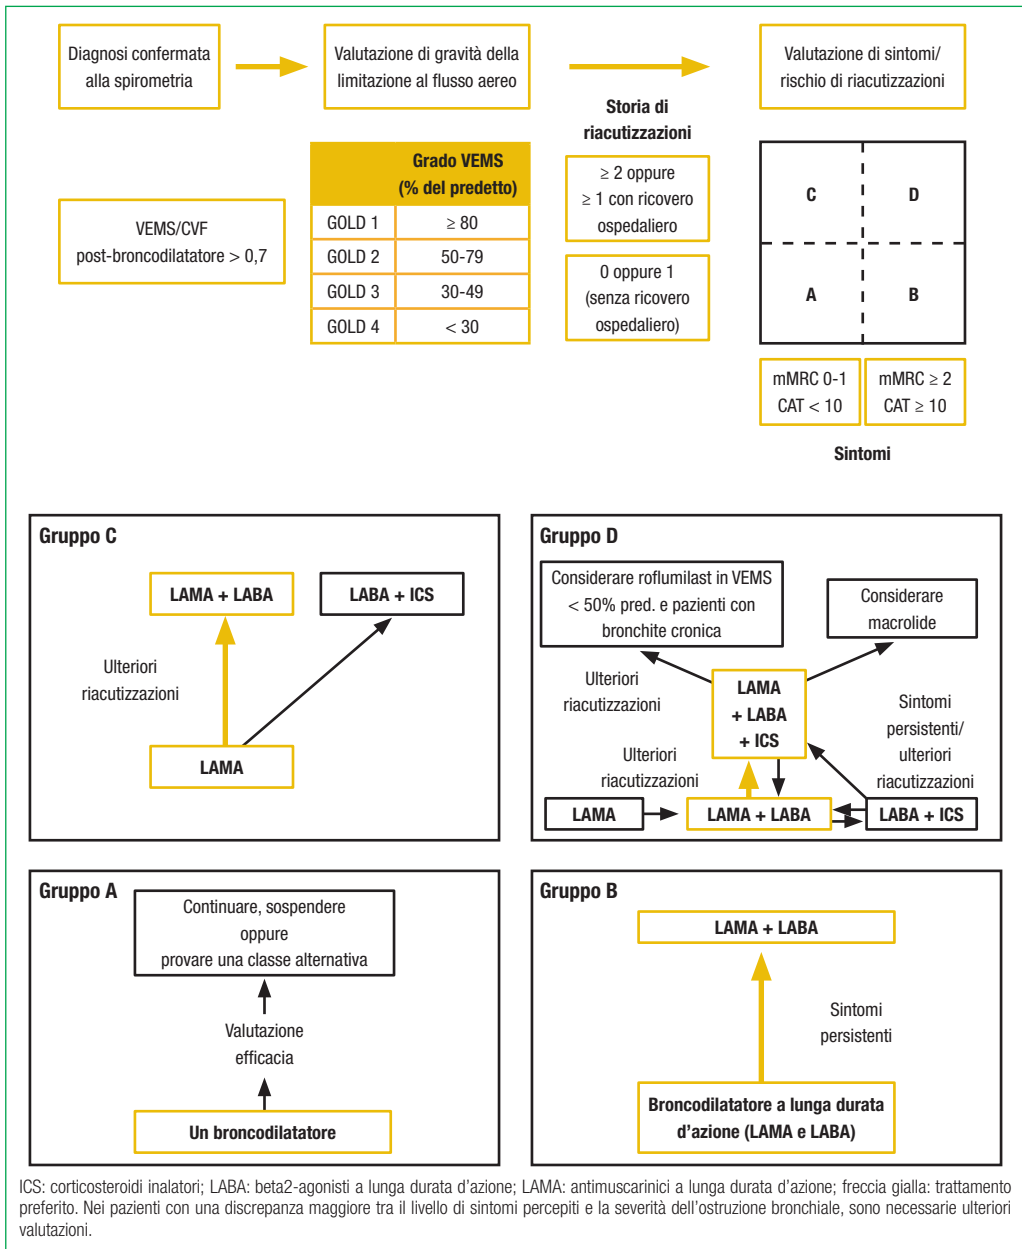 Diagnosi confermata
alla spirometria
Valutazione di gravità della
limitazione al flusso aereo
Valutazione di sintomi/
rischio di riacutizzazioni
Storia di
riacutizzazioni
VEMS/CVF
post-broncodilatatore > 0,7
Grado VEMS
(% del predetto)
GOLD 1 ≥ 80
GOLD 2 50-79
GOLD 3 30-49
GOLD 4 < 30
≥ 2 oppure
≥ 1 con ricovero
ospedaliero
0 oppure 1
(senza ricovero
ospedaliero)
C D
A B
mMRC 0-1
CAT < 10
mMRC ≥ 2
CAT ≥ 10
Sintomi
Gruppo C
LAMA + LABA
LABA + ICS
Ulteriori
riacutizzazioni
LAMA
Gruppo D
Considerare roflumilast in VEMS
< 50% pred. e pazienti con
bronchite cronica
Considerare
macrolide
Ulteriori
riacutizzazioni
LAMA
+ LABA
+ ICS
Sintomi
persistenti/
ulteriori
riacutizzazioni
Ulteriori
riacutizzazioni
LAMA
LAMA + LABA
LABA + ICS
Gruppo A
Continuare, sospendere
oppure
provare una classe alternativa
Valutazione
efficacia
Un broncodilatatore
Gruppo B
LAMA + LABA
Sintomi
persistenti
Broncodilatatore a lunga durata
d'azione (LAMA e LABA)
ICS: corticosteroidi inalatori; LABA: beta2-agonisti a lunga durata d'azione; LAMA: antimuscarinici a lunga durata d'azione; freccia gialla: trattamento
preferito. Nei pazienti con una discrepanza maggiore tra il livello di sintomi percepiti e la severità dell'ostruzione bronchiale, sono necessarie ulteriori
valutazioni.